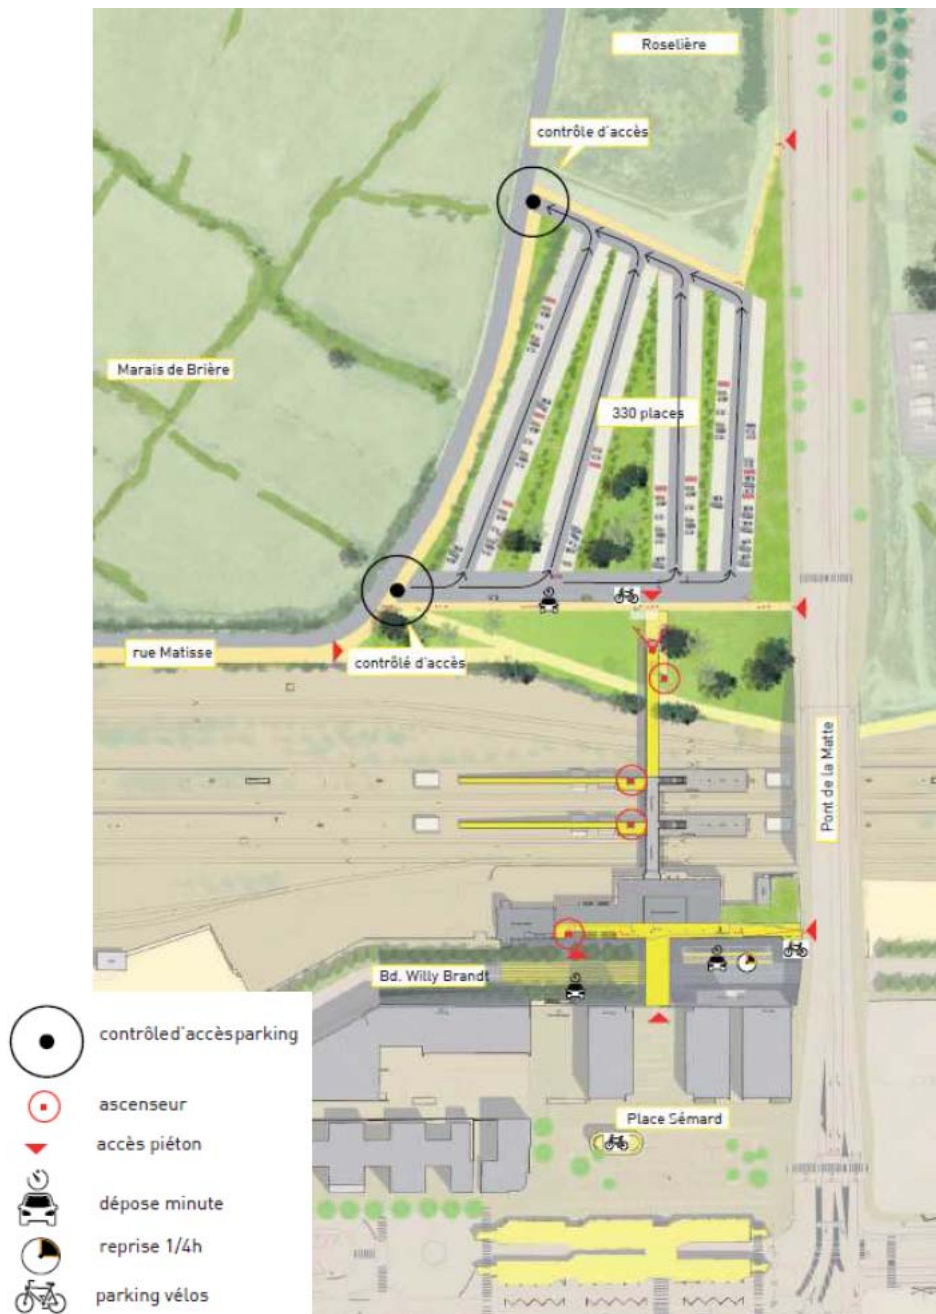 Roselière
contrôle d'accès
Marais de Brière
330 places
rue Matisse
contrôlé d'accès
Pont de la Matte
Bd. Willy Brandt
Place Sémard
contrôled'accèsparking
ascenseur
accès piéton
dépose minute
reprise 1/4h
parking vélos